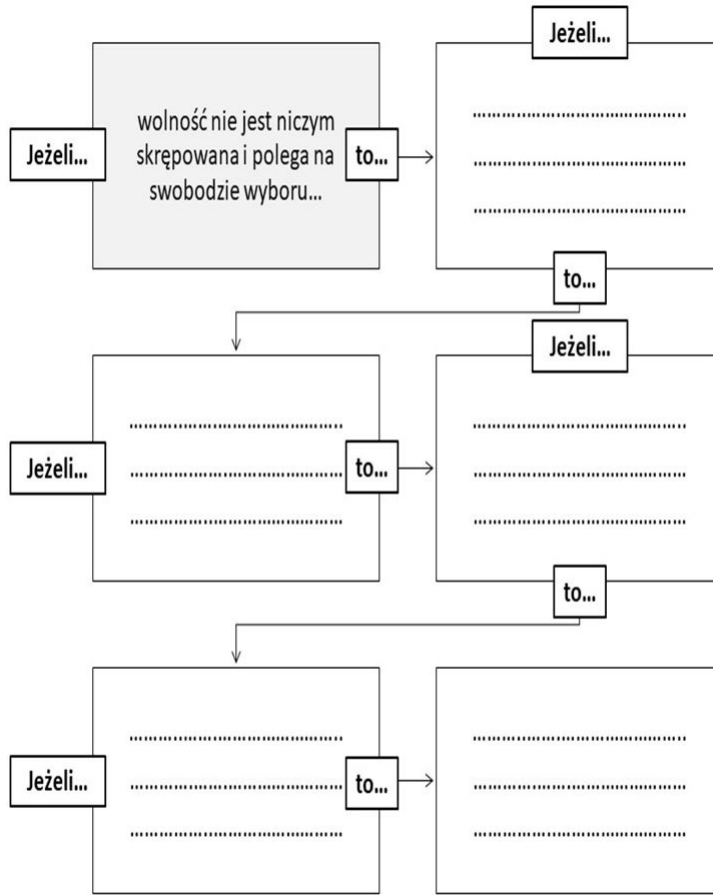 Jeżeli...
wolność nie jest niczym
skrępowana i polega na
swobodzie wyboru...
to...
Jeżeli...
................................................
................................................
................................................
to...
Jeżeli...
................................................
................................................
................................................
to...
Jeżeli...
................................................
................................................
................................................
to...
Jeżeli...
................................................
................................................
................................................
to...
................................................
................................................
................................................